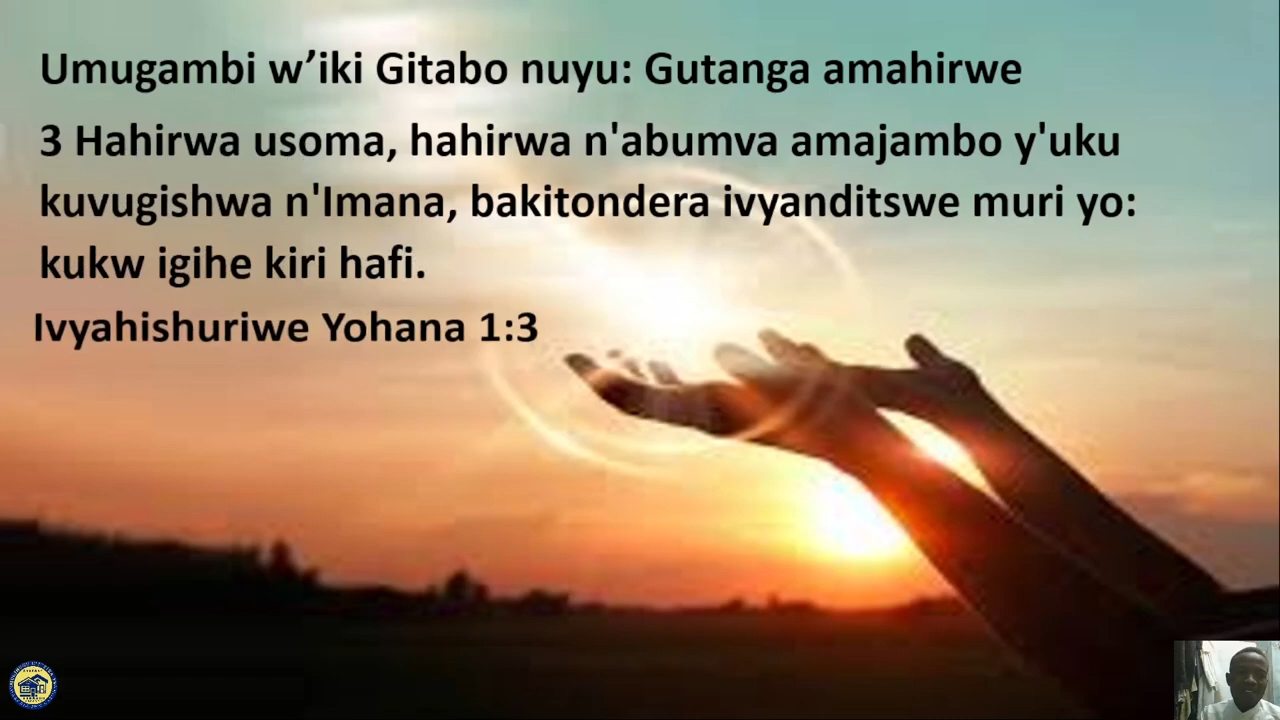 Umugambi w’iki Gitabo nuyu: Gutanga amahirwe
3 Hahirwa usoma, hahirwa n'abumva amajambo y'uku
kuvugishwa n'Imana, bakitondera ivyanditswe muri yo:
kukw igihe kiri hafi.
Ivyahishuriwe Yohana 1:3